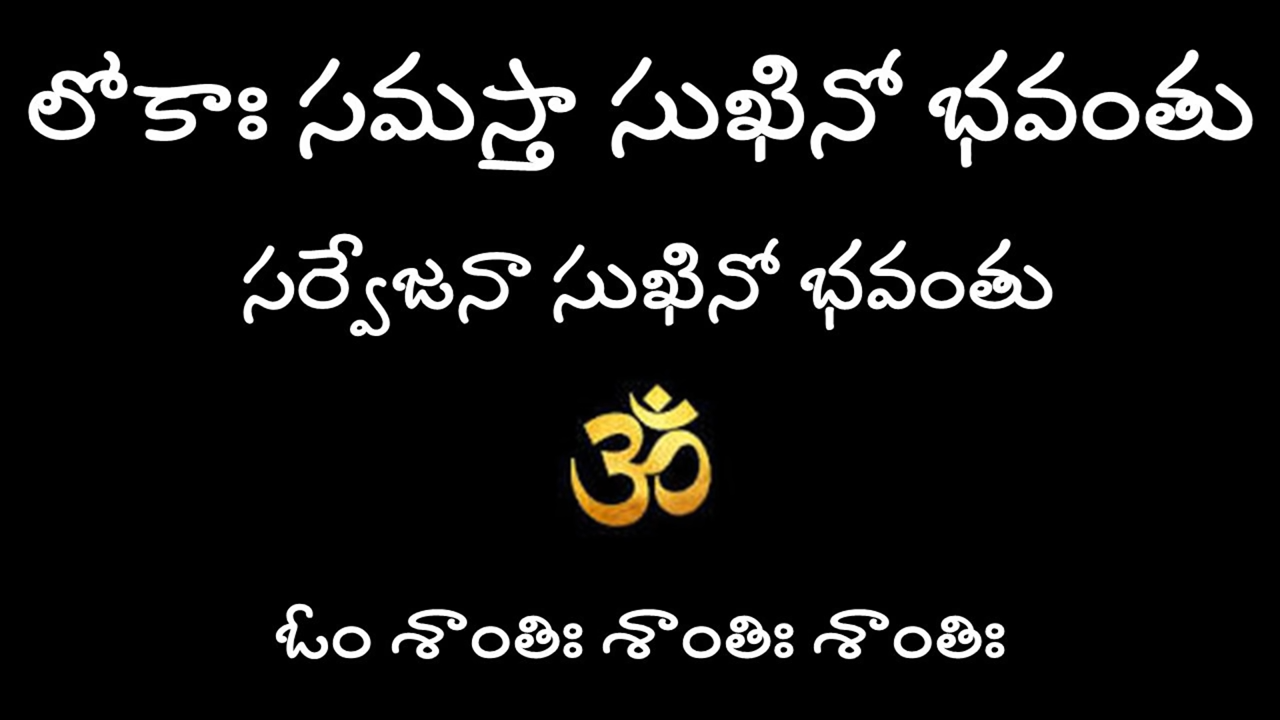 లోకాః సమస్తా సుఖినో భవంతు
సర్వేజనా సుఖినో భవంతు
ॐ
ఓం శాంతిః శాంతిః శాంతిః